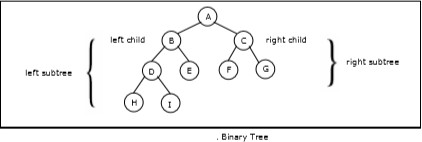 A
left child B C right child
left subtree D E F G right subtree
H I
. Binary Tree